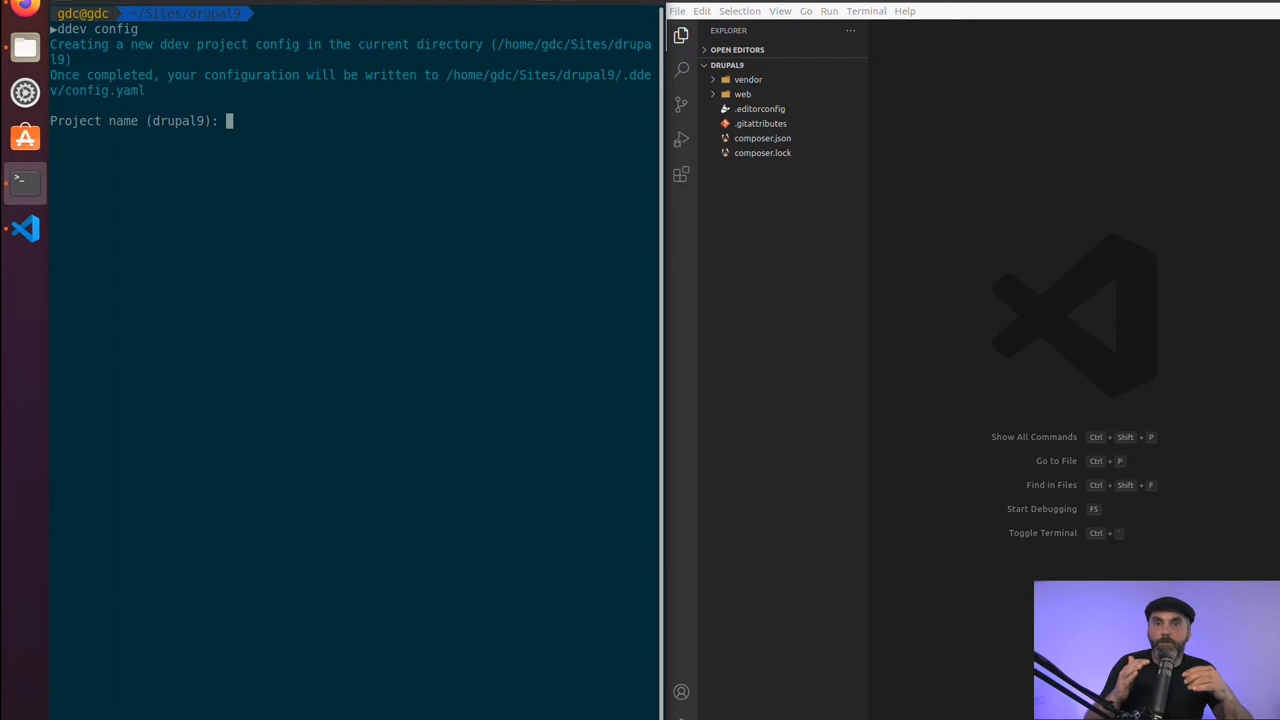 gdc@gdc ~/Sites/drupal9
▶ddev config
Creating a new ddev project config in the current directory (/home/gdc/Sites/drupa
l9)
Once completed, your configuration will be written to /home/gdc/Sites/drupal9/.dde
v/config.yaml
Project name (drupal9):
File Edit Selection View Go Run Terminal Help
EXPLORER
OPEN EDITORS
DRUPAL9
vendor
web
.editorconfig
.gitattributes
composer.json
composer.lock
Show All Commands Ctrl + Shift + P
Go to File Ctrl + P
Find in Files Ctrl + Shift + F
Start Debugging F5
Toggle Terminal Ctrl + `